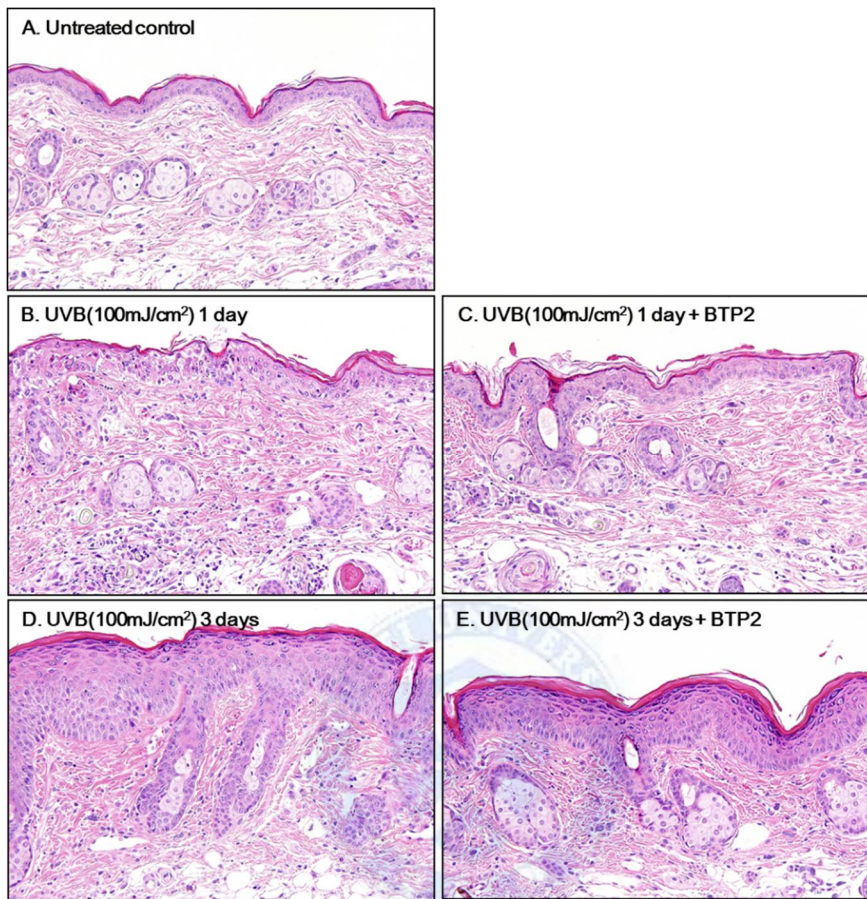 A. Untreated control
B. UVB(100mJ/cm²) 1 day
C. UVB(100mJ/cm²) 1 day + BTP2
D. UVB(100mJ/cm²) 3 days
E. UVB(100mJ/cm²) 3 days + BTP2